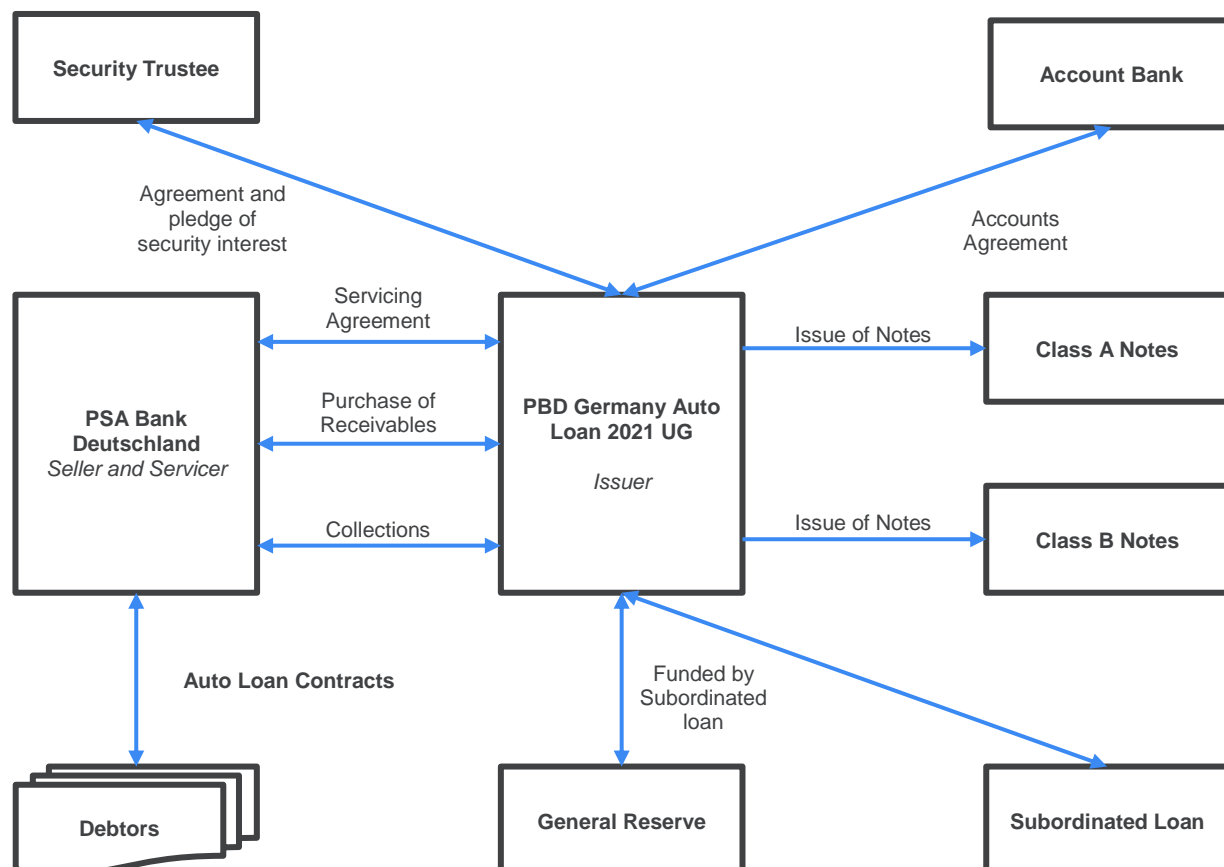 Security Trustee
Account Bank
Agreement and
pledge of
security interest
Accounts
Agreement
Servicing
Agreement
Issue of Notes
Class A Notes
PSA Bank
Deutschland
Seller and Servicer
Purchase of
Receivables
PBD Germany Auto
Loan 2021 UG
Issuer
Collections
Issue of Notes
Class B Notes
Auto Loan Contracts
Funded by
Subordinated
loan
Debtors
General Reserve
Subordinated Loan